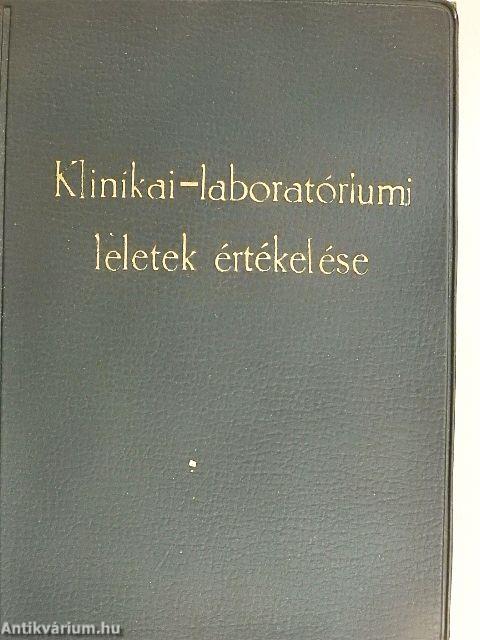 Klinikai-laboratóriumi
leletek értékelése
Antikvárium.hu